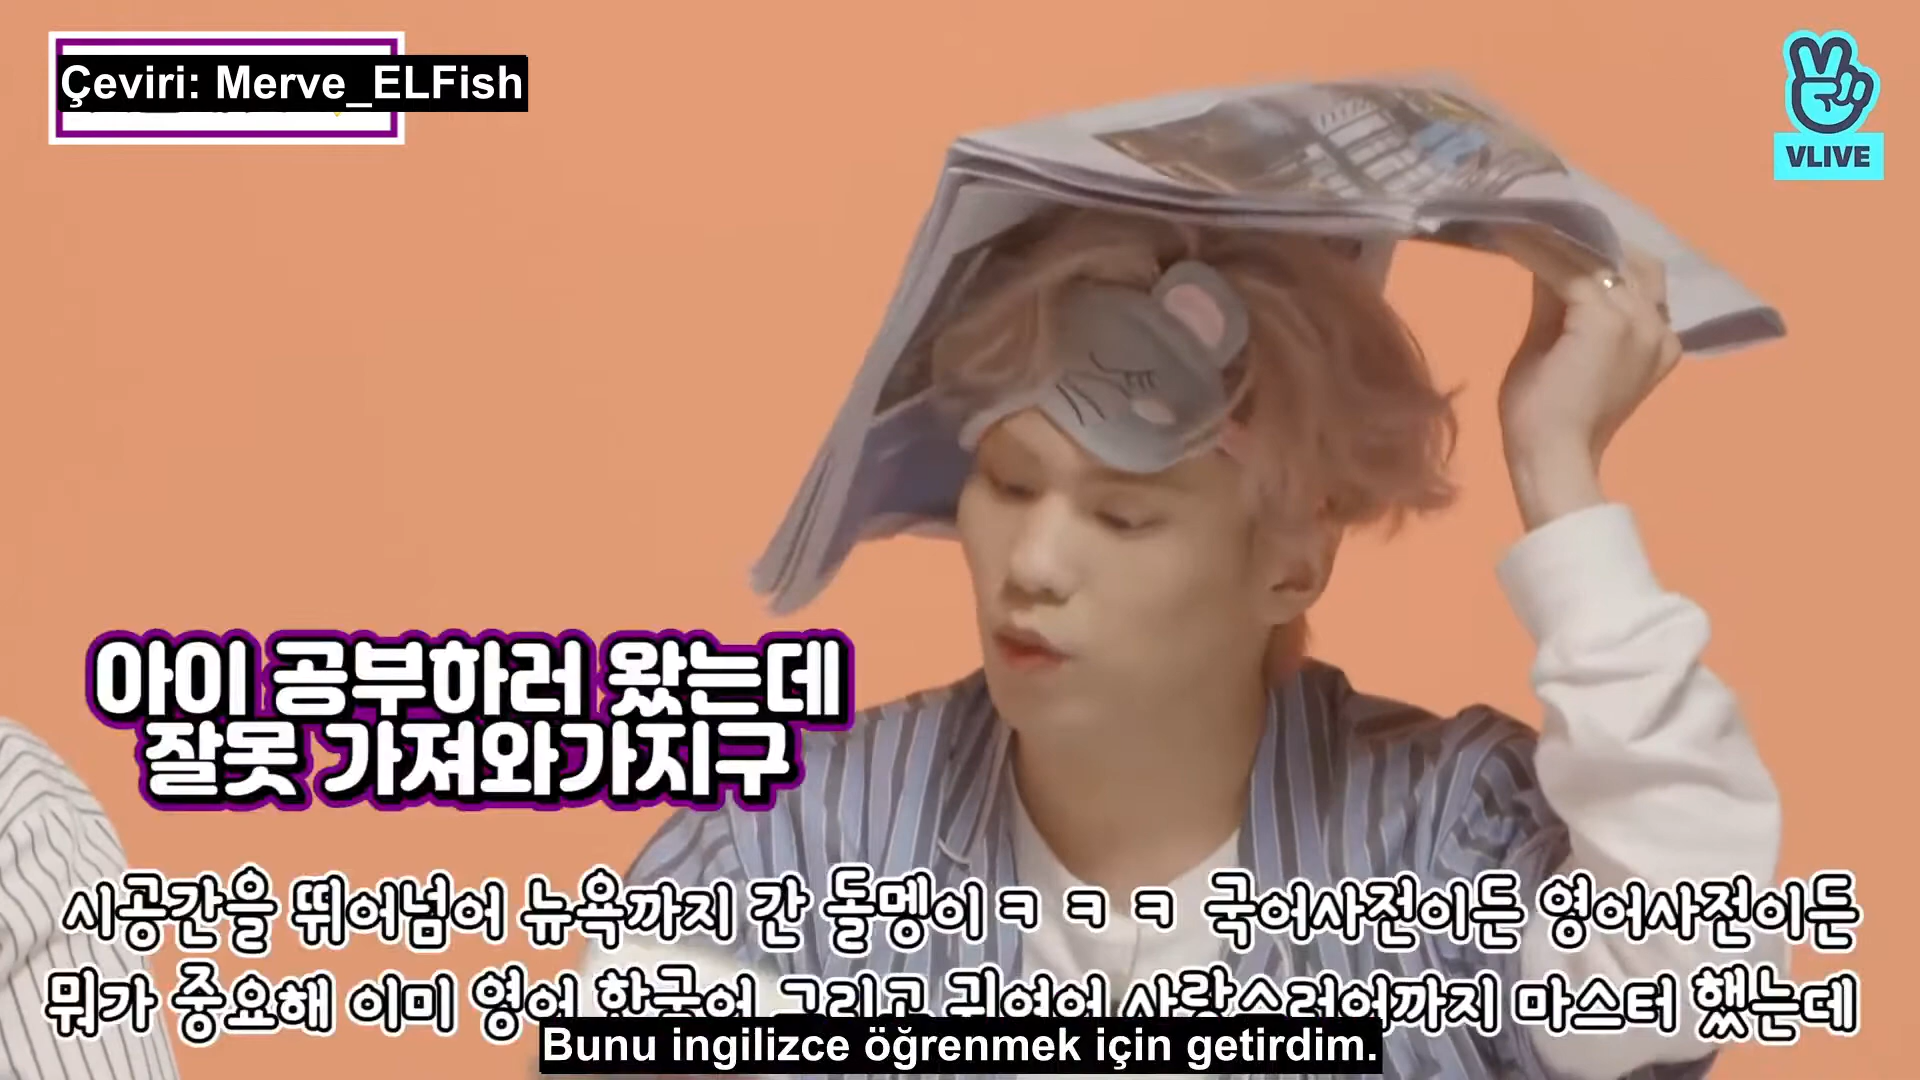 Çeviri: Merve_ELFish
VLIVE
아이 공부하러 왔는데
잘못 가져와가지구
시공간을 뛰어넘어 뉴욕까지 간 돌멩이ㅋㅋㅋ 국어사전이든 영어사전이든
뭐가 중요해 이미 영어 한국어 그리고 귀여어 사랑스러어까지 마스터 했는데
Bunu ingilizce öğrenmek için getirdim.